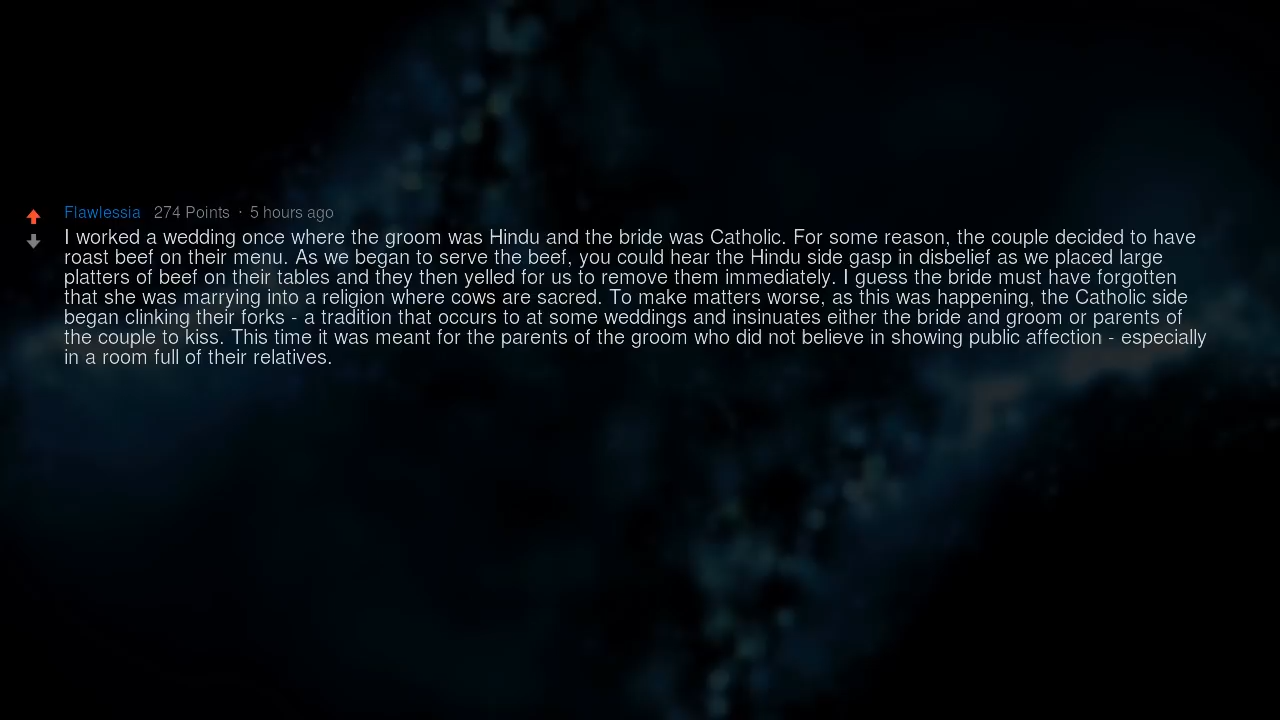 Flawlessia 274 Points · 5 hours ago
I worked a wedding once where the groom was Hindu and the bride was Catholic. For some reason, the couple decided to have
roast beef on their menu. As we began to serve the beef, you could hear the Hindu side gasp in disbelief as we placed large
platters of beef on their tables and they then yelled for us to remove them immediately. I guess the bride must have forgotten
that she was marrying into a religion where cows are sacred. To make matters worse, as this was happening, the Catholic side
began clinking their forks - a tradition that occurs to at some weddings and insinuates either the bride and groom or parents of
the couple to kiss. This time it was meant for the parents of the groom who did not believe in showing public affection - especially
in a room full of their relatives.